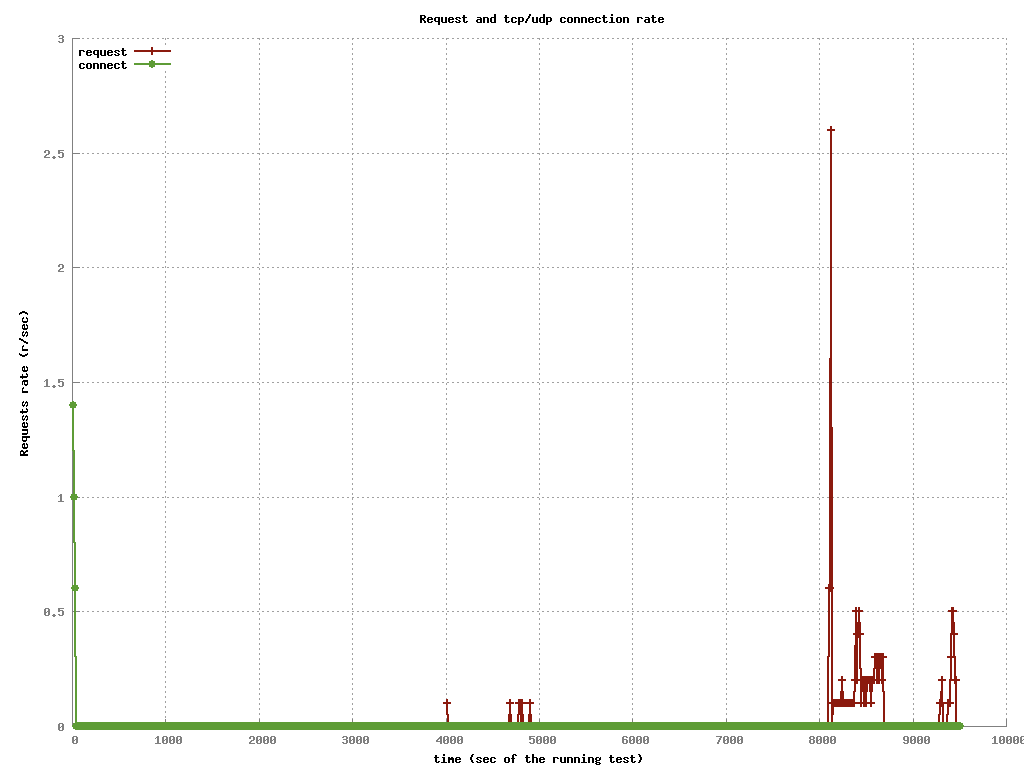 Request and tcp/udp connection rate
request
connect
3
2.5
2
1.5
1
0.5
0
Requests rate (r/sec)
0 1000 2000 3000 4000 5000 6000 7000 8000 9000 10000
time (sec of the running test)